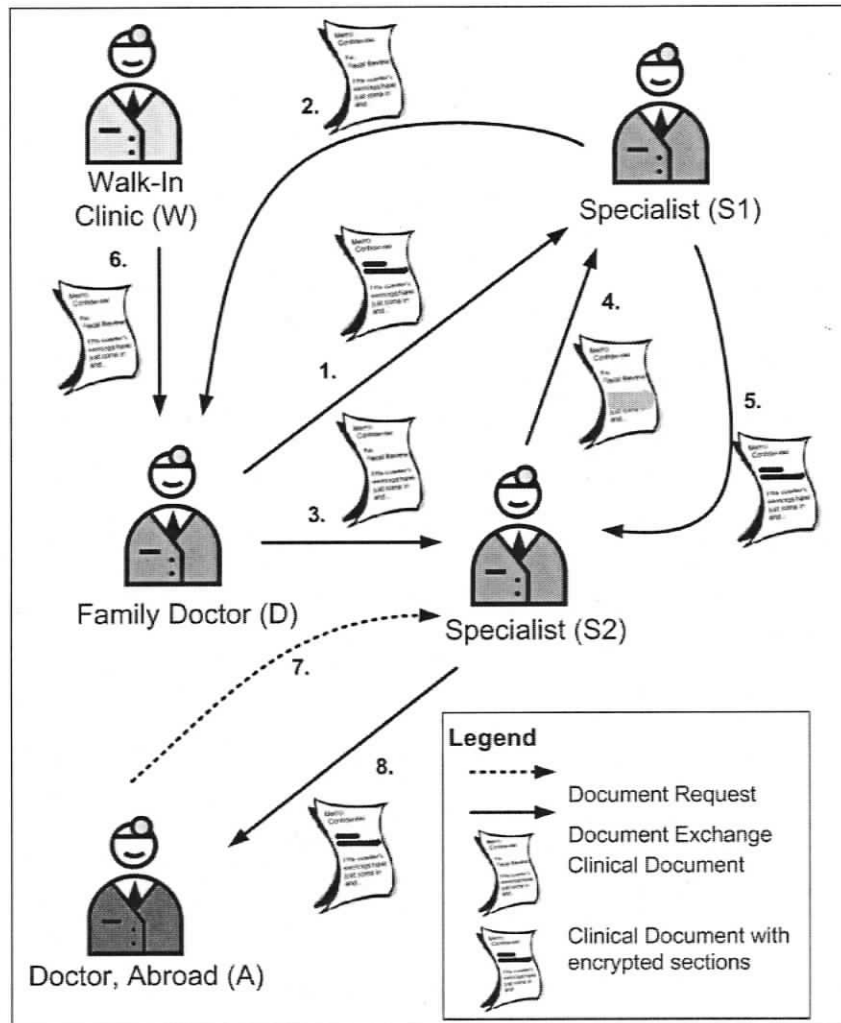 2.
Walk-In
Clinic (W)
Specialist (S1)
6.
4.
1.
5.
3.
Family Doctor (D)
Specialist (S2)
7.
8.
Doctor, Abroad (A)
Legend
Document Request
Document Exchange
Clinical Document
Clinical Document with
encrypted sections